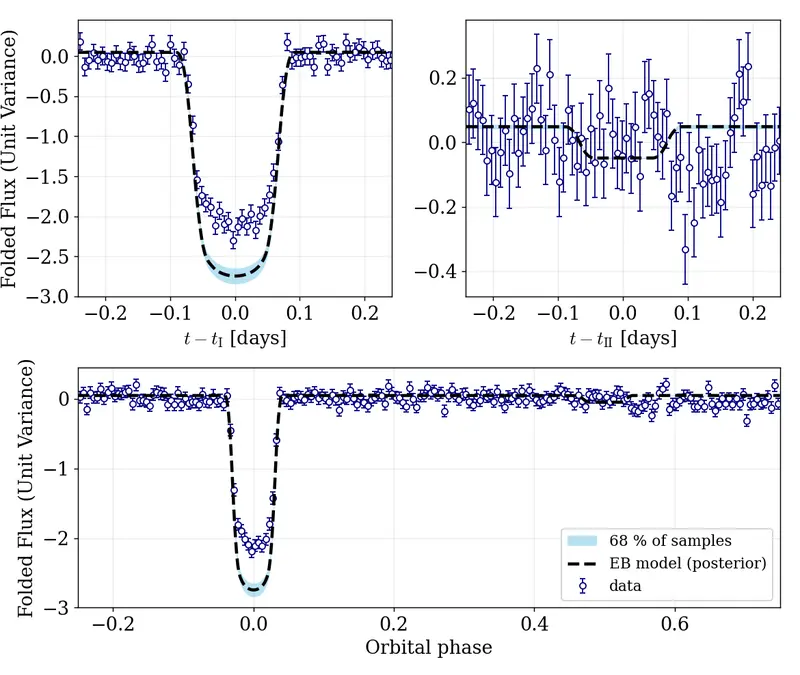 Folded Flux (Unit Variance)
0.0
−0.5
−1.0
−1.5
−2.0
−2.5
−3.0
−0.2 −0.1 0.0 0.1 0.2
t − tI [days]
0.2
0.0
−0.2
−0.4
−0.2 −0.1 0.0 0.1 0.2
t − tII [days]
Folded Flux (Unit Variance)
0
−1
−2
−3
−0.2 0.0 0.2 0.4 0.6
Orbital phase
68 % of samples
EB model (posterior)
data